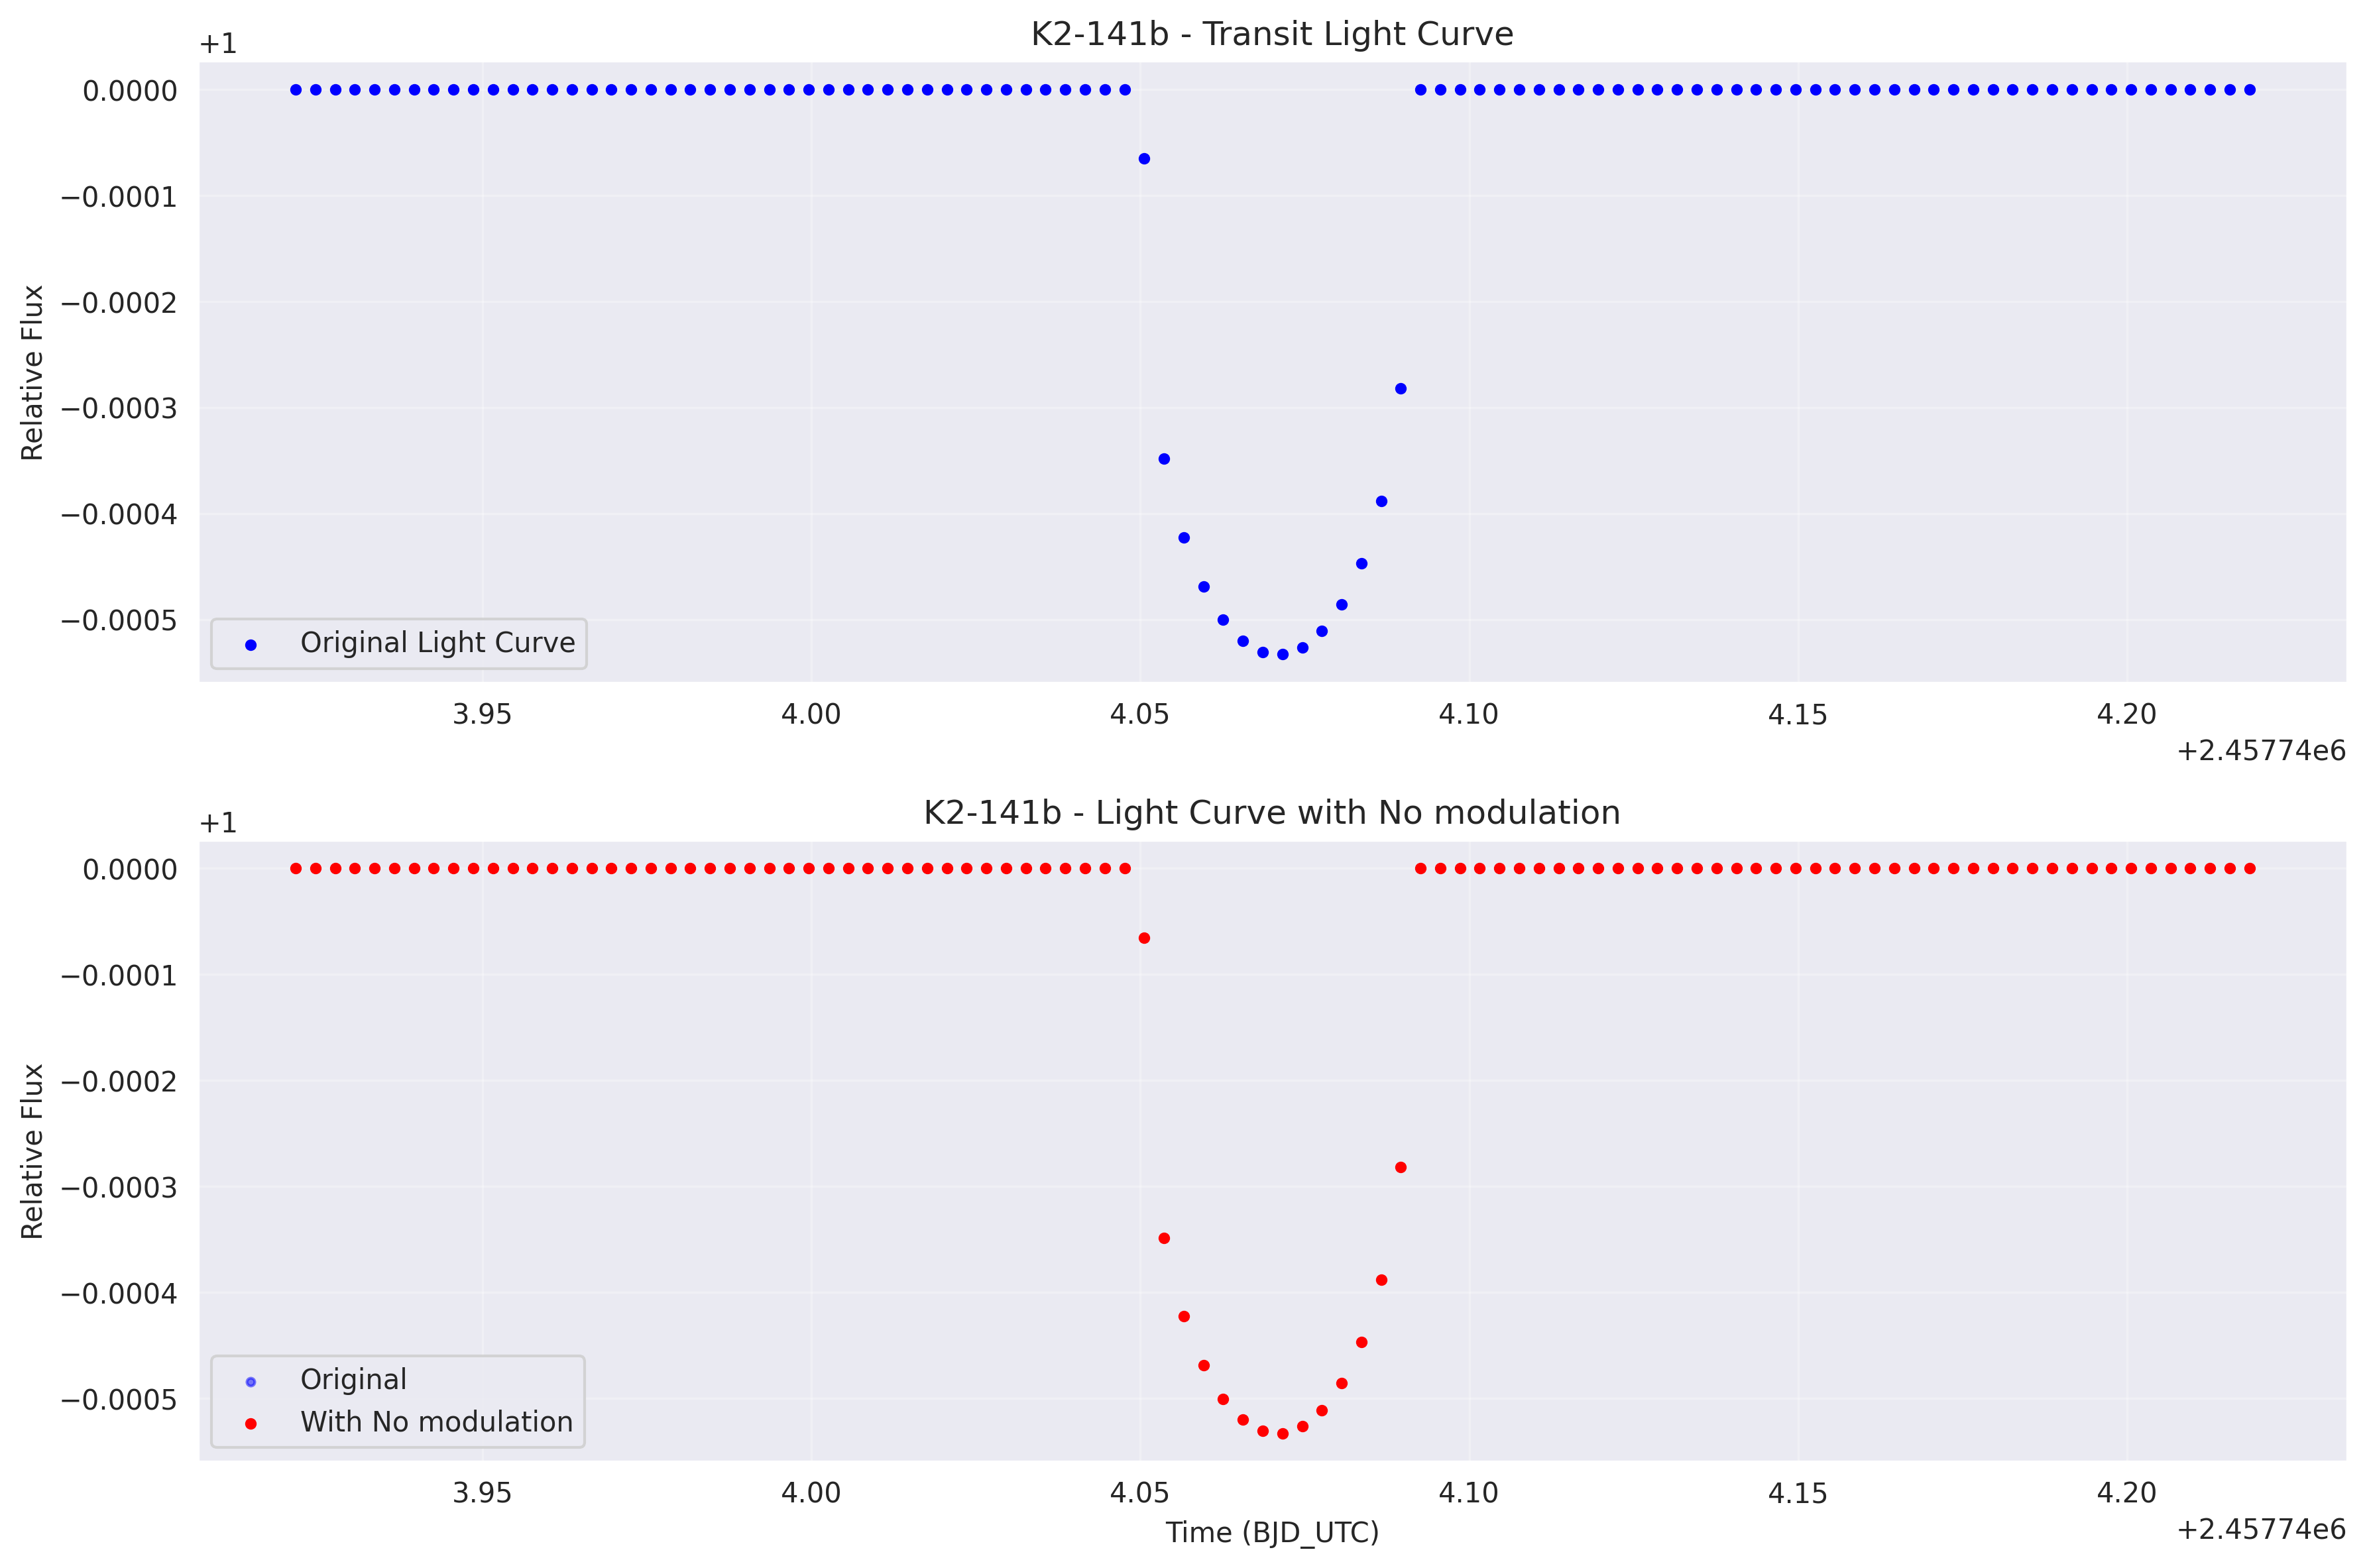 K2-141b - Transit Light Curve
+1
0.0000
−0.0001
−0.0002
−0.0003
−0.0004
−0.0005
Relative Flux
Original Light Curve
3.95 4.00 4.05 4.10 4.15 4.20
+2.45774e6
K2-141b - Light Curve with No modulation
+1
0.0000
−0.0001
−0.0002
−0.0003
−0.0004
−0.0005
Relative Flux
Original
With No modulation
3.95 4.00 4.05 4.10 4.15 4.20
Time (BJD_UTC)
+2.45774e6